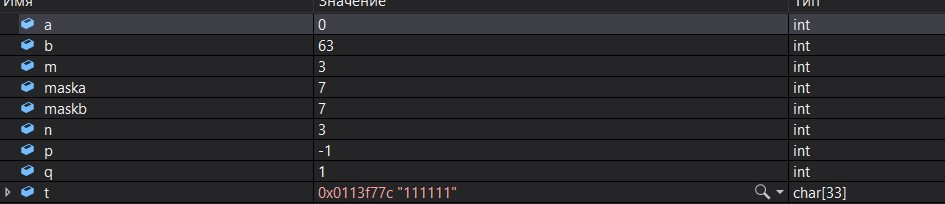 Имя Значение Тип
a 0 int
b 63 int
m 3 int
maska 7 int
maskb 7 int
n 3 int
p -1 int
q 1 int
t 0x0113f77c "111111" char[33]